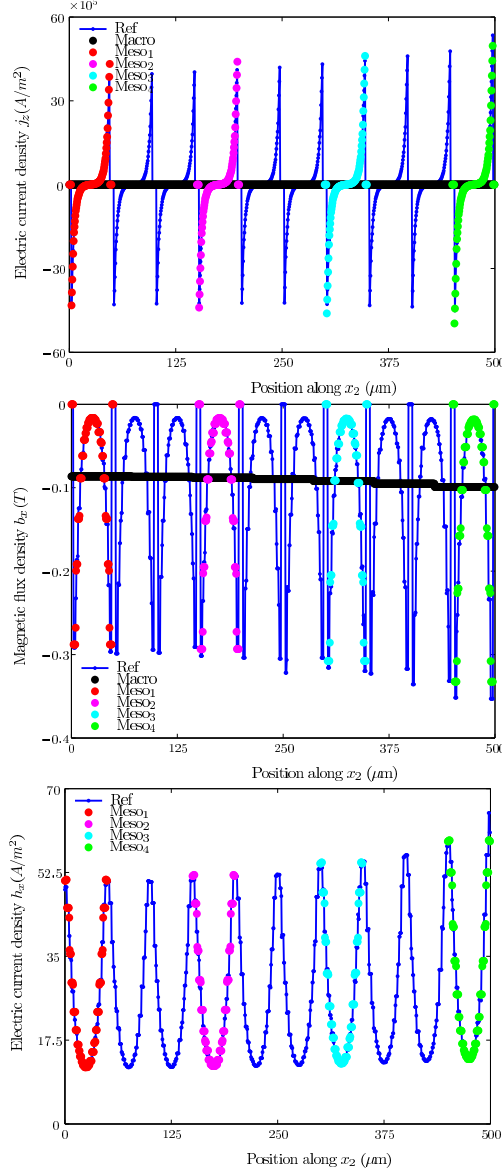 ×10⁵
60
30
0
−30
−60
Electric current density j_z(A/m²)
Ref
Macro
Meso₁
Meso₂
Meso₃
Meso₄
0
125
250
375
500
Position along x₂ (μm)
0
−0.1
−0.2
−0.3
−0.4
Magnetic flux density b_x(T)
Ref
Macro
Meso₁
Meso₂
Meso₃
Meso₄
0
125
250
375
500
Position along x₂ (μm)
70
52.5
35
17.5
0
Electric current density h_x(A/m²)
Ref
Meso₁
Meso₂
Meso₃
Meso₄
0
125
250
375
500
Position along x₂ (μm)